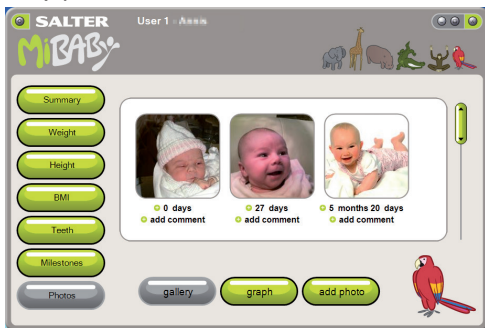 SALTER
User 1 -
MiBABy
Summary
Weight
Height
BMI
Teeth
Milestones
Photos
0 days
add comment
27 days
add comment
5 months 20 days
add comment
gallery
graph
add photo